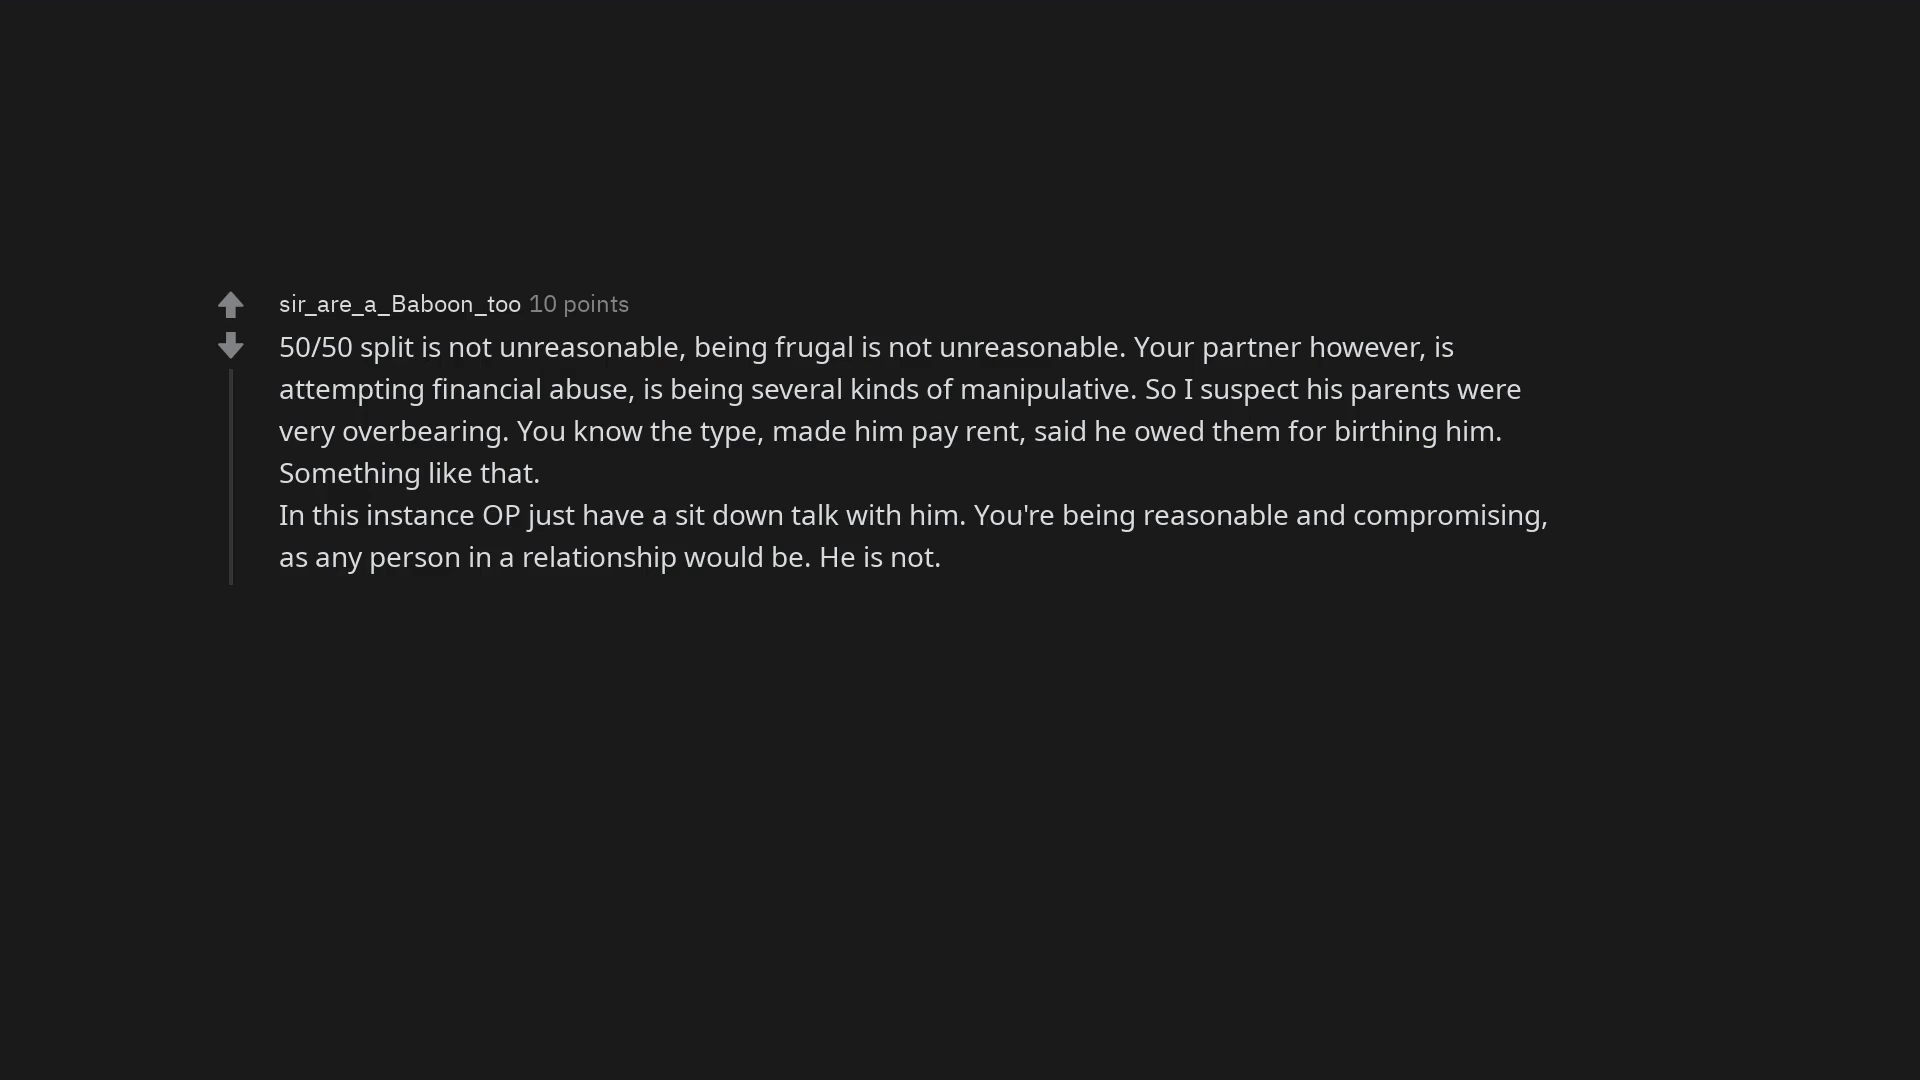 sir_are_a_Baboon_too 10 points
50/50 split is not unreasonable, being frugal is not unreasonable. Your partner however, is
attempting financial abuse, is being several kinds of manipulative. So I suspect his parents were
very overbearing. You know the type, made him pay rent, said he owed them for birthing him.
Something like that.
In this instance OP just have a sit down talk with him. You're being reasonable and compromising,
as any person in a relationship would be. He is not.